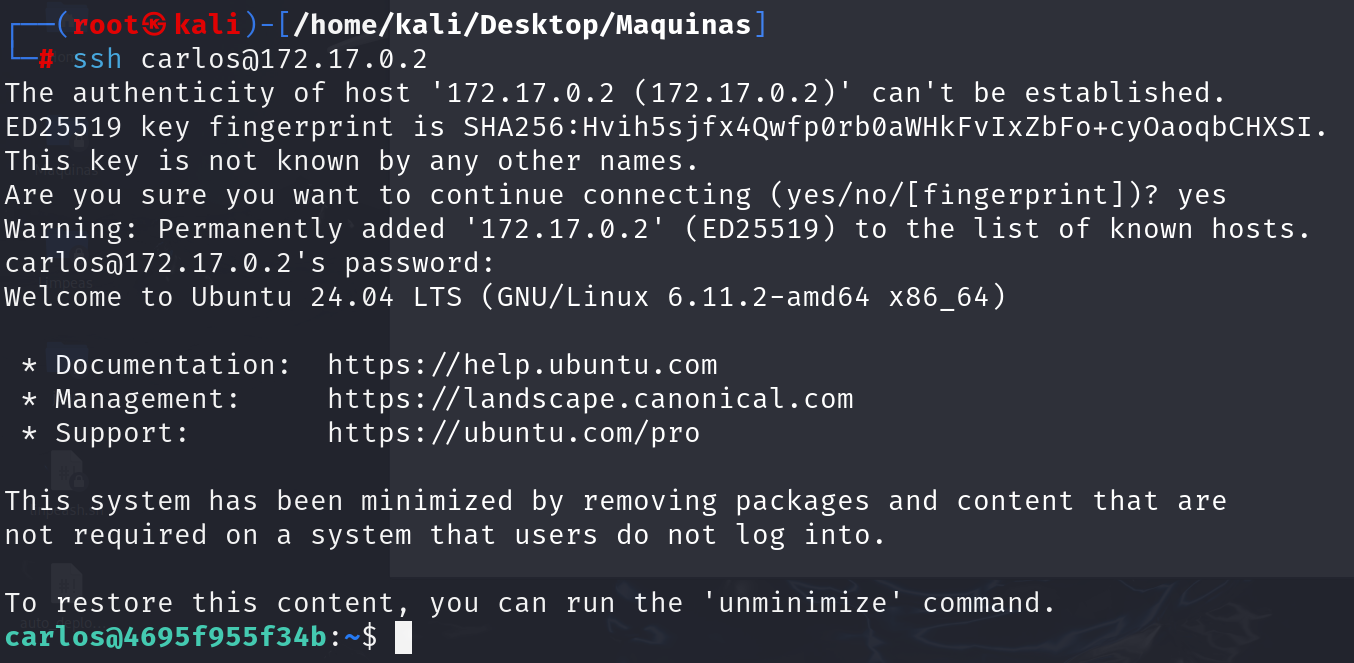 ┌──(root㉿kali)-[/home/kali/Desktop/Maquinas]
└─# ssh carlos@172.17.0.2
The authenticity of host '172.17.0.2 (172.17.0.2)' can't be established.
ED25519 key fingerprint is SHA256:Hvih5sjfx4Qwfp0rb0aWHkFvIxZbFo+cyOaoqbCHXSI.
This key is not known by any other names.
Are you sure you want to continue connecting (yes/no/[fingerprint])? yes
Warning: Permanently added '172.17.0.2' (ED25519) to the list of known hosts.
carlos@172.17.0.2's password:
Welcome to Ubuntu 24.04 LTS (GNU/Linux 6.11.2-amd64 x86_64)

 * Documentation:  https://help.ubuntu.com
 * Management:     https://landscape.canonical.com
 * Support:        https://ubuntu.com/pro

This system has been minimized by removing packages and content that are
not required on a system that users do not log into.

To restore this content, you can run the 'unminimize' command.
carlos@4695f955f34b:~$